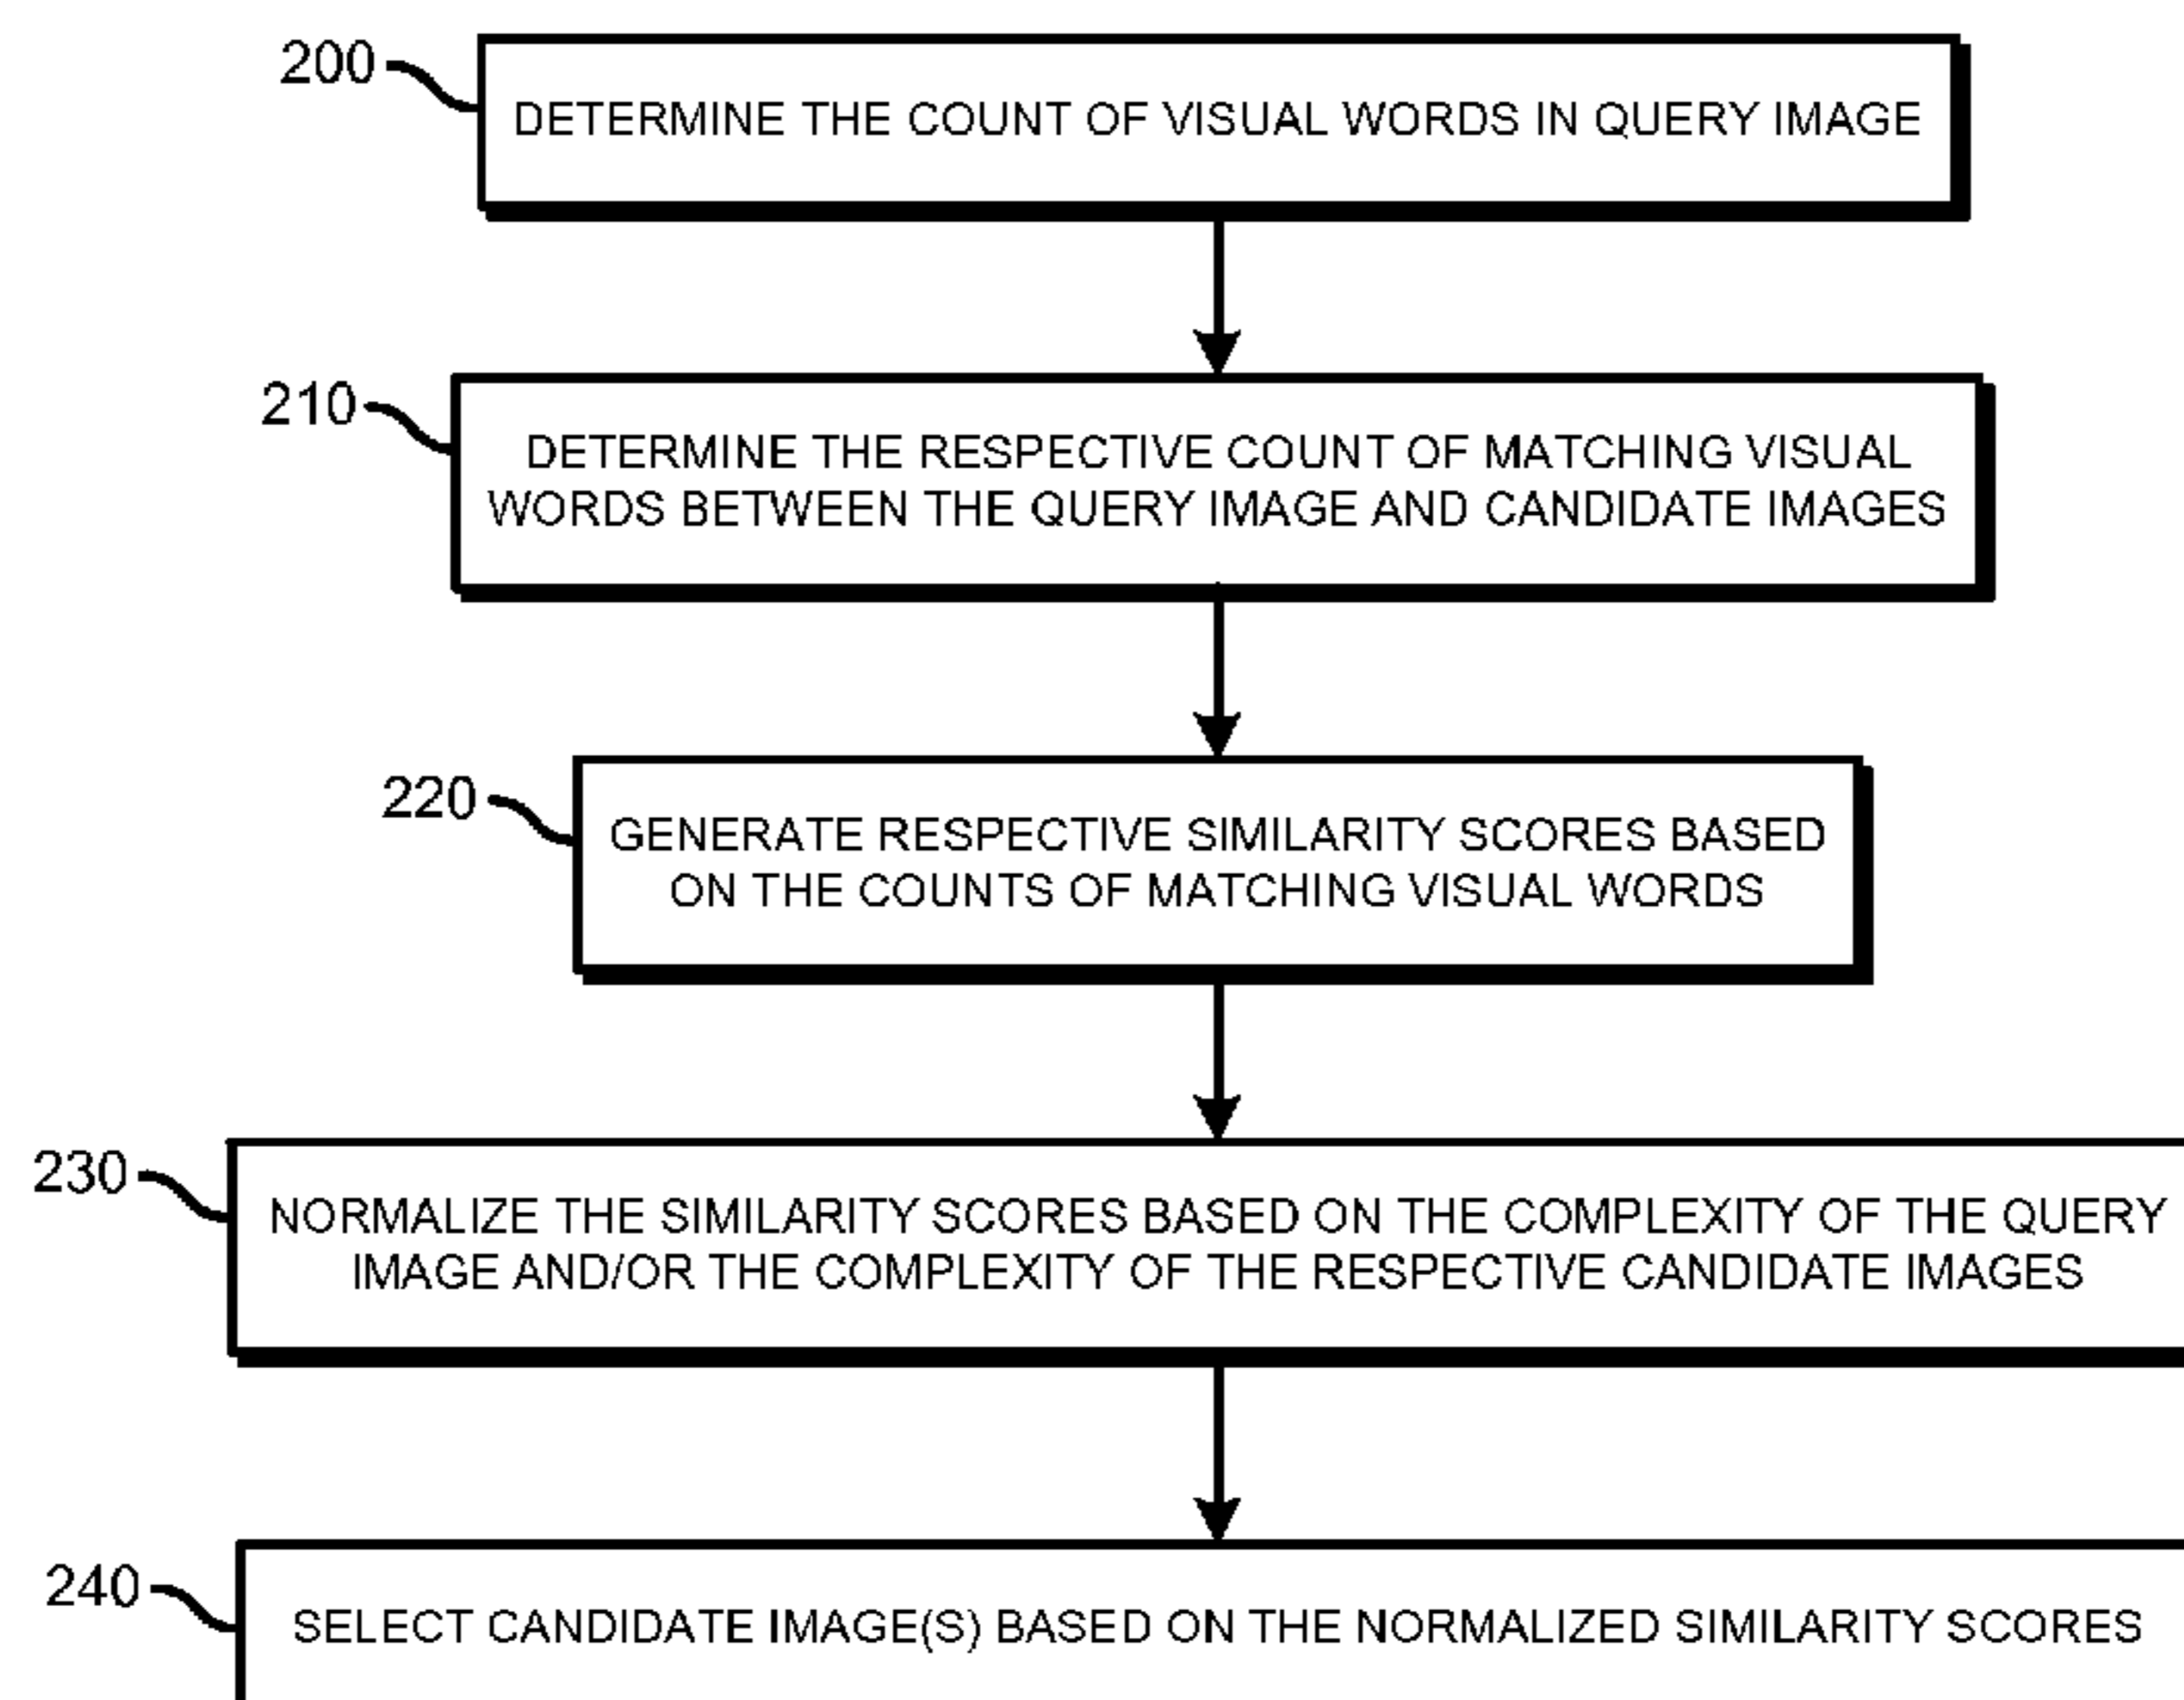 200
DETERMINE THE COUNT OF VISUAL WORDS IN QUERY IMAGE
210
DETERMINE THE RESPECTIVE COUNT OF MATCHING VISUAL
WORDS BETWEEN THE QUERY IMAGE AND CANDIDATE IMAGES
220
GENERATE RESPECTIVE SIMILARITY SCORES BASED
ON THE COUNTS OF MATCHING VISUAL WORDS
230
NORMALIZE THE SIMILARITY SCORES BASED ON THE COMPLEXITY OF THE QUERY
IMAGE AND/OR THE COMPLEXITY OF THE RESPECTIVE CANDIDATE IMAGES
240
SELECT CANDIDATE IMAGE(S) BASED ON THE NORMALIZED SIMILARITY SCORES